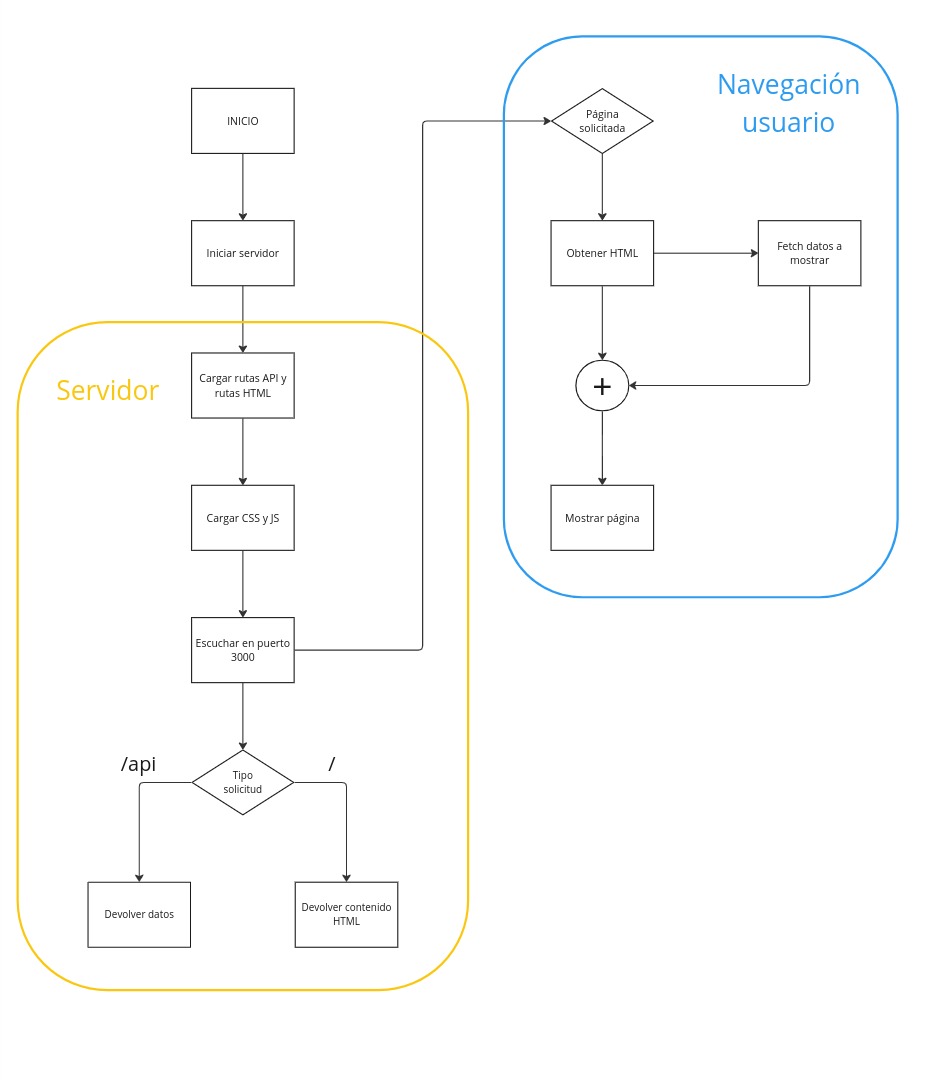 INICIO
Iniciar servidor
Servidor
Cargar rutas API y
rutas HTML
Cargar CSS y JS
Escuchar en puerto
3000
/api
/
Tipo
solicitud
Devolver datos
Devolver contenido
HTML
Navegación
usuario
Página
solicitada
Obtener HTML
Fetch datos a
mostrar
+
Mostrar página